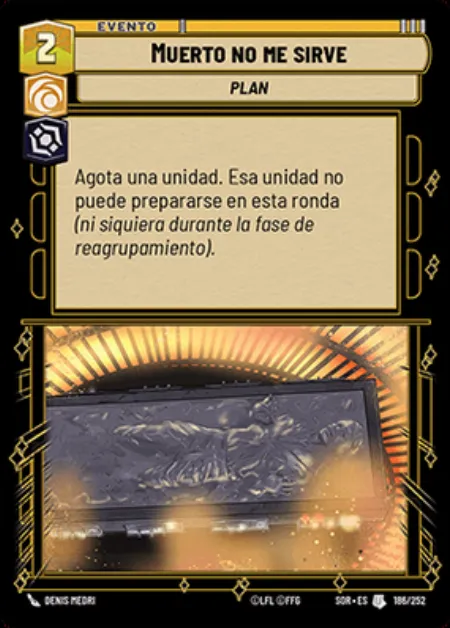 EVENTO
2
MUERTO NO ME SIRVE
PLAN
Agota una unidad. Esa unidad no
puede prepararse en esta ronda
(ni siquiera durante la fase de
reagrupamiento).
DENIS MEDRI
©LFL ©FFG
SOR • ES
186/252